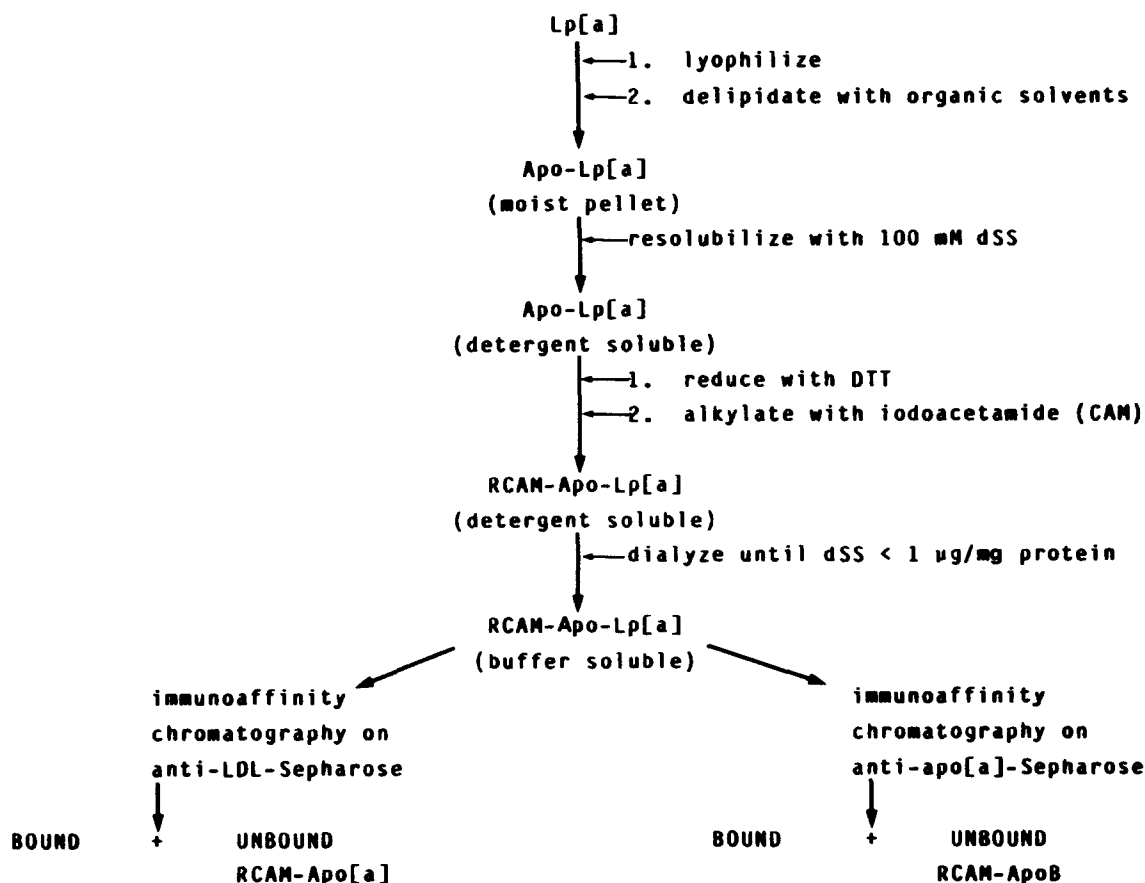 Lp[a]
1. lyophilize
2. delipidate with organic solvents
Apo-Lp[a]
(moist pellet)
resolubilize with 100 mM dSS
Apo-Lp[a]
(detergent soluble)
1. reduce with DTT
2. alkylate with iodoacetamide (CAM)
RCAM-Apo-Lp[a]
(detergent soluble)
dialyze until dSS < 1 µg/mg protein
RCAM-Apo-Lp[a]
(buffer soluble)
immunoaffinity
chromatography on
anti-LDL-Sepharose
BOUND + UNBOUND
RCAM-Apo[a]
immunoaffinity
chromatography on
anti-apo[a]-Sepharose
BOUND + UNBOUND
RCAM-ApoB